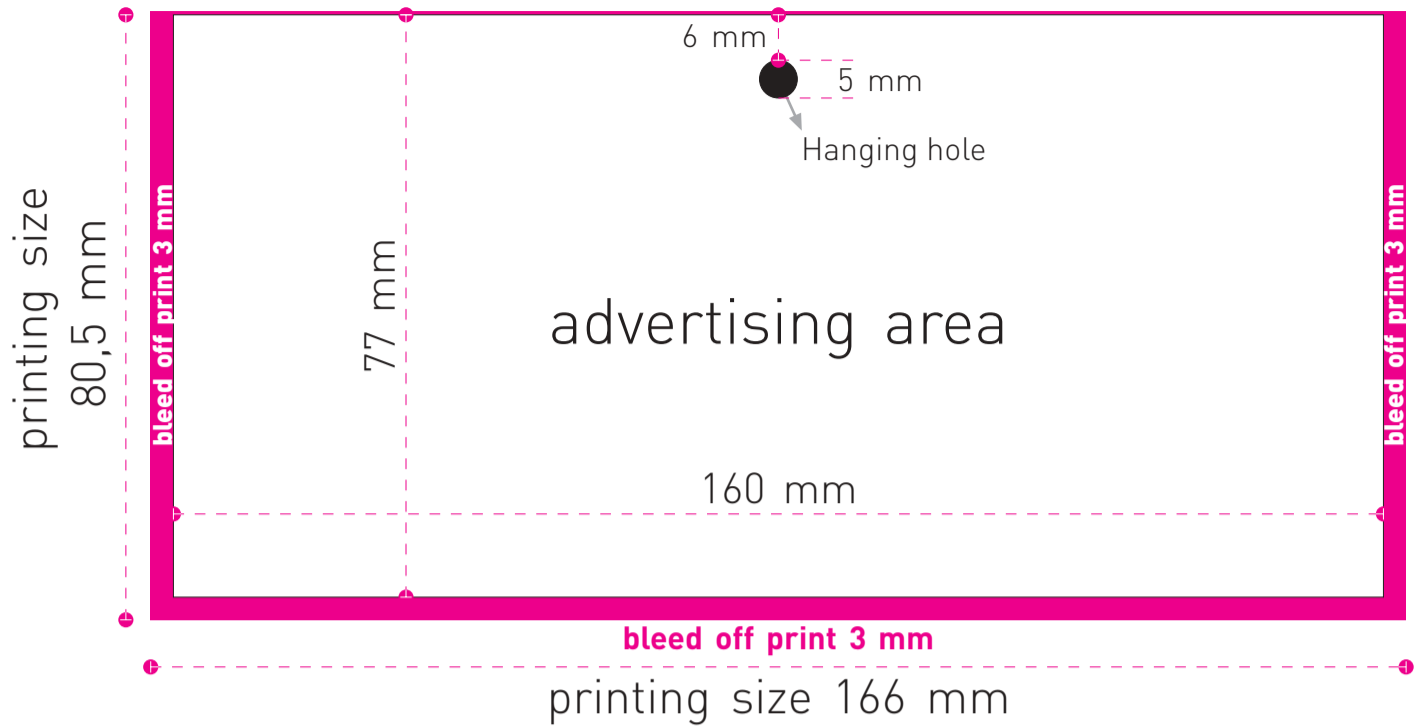 6 mm
5 mm
Hanging hole
printing size
80,5 mm
bleed off print 3 mm
77 mm
advertising area
bleed off print 3 mm
160 mm
bleed off print 3 mm
printing size 166 mm